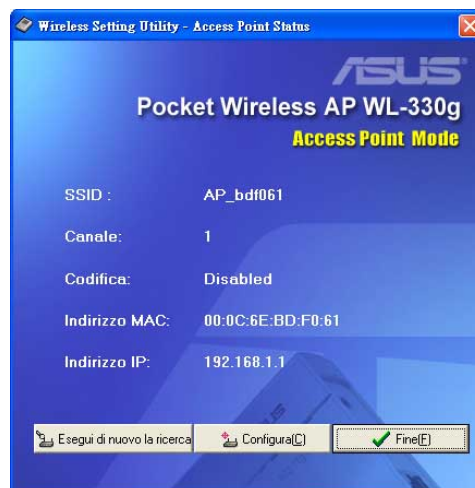 Wireless Setting Utility - Access Point Status
ASUS
Pocket Wireless AP WL-330g
Access Point Mode
SSID : AP_bdf061
Canale: 1
Codifica: Disabled
Indirizzo MAC: 00:0C:6E:BD:F0:61
Indirizzo IP: 192.168.1.1
Esegui di nuovo la ricerca Configura(C) Fine(F)